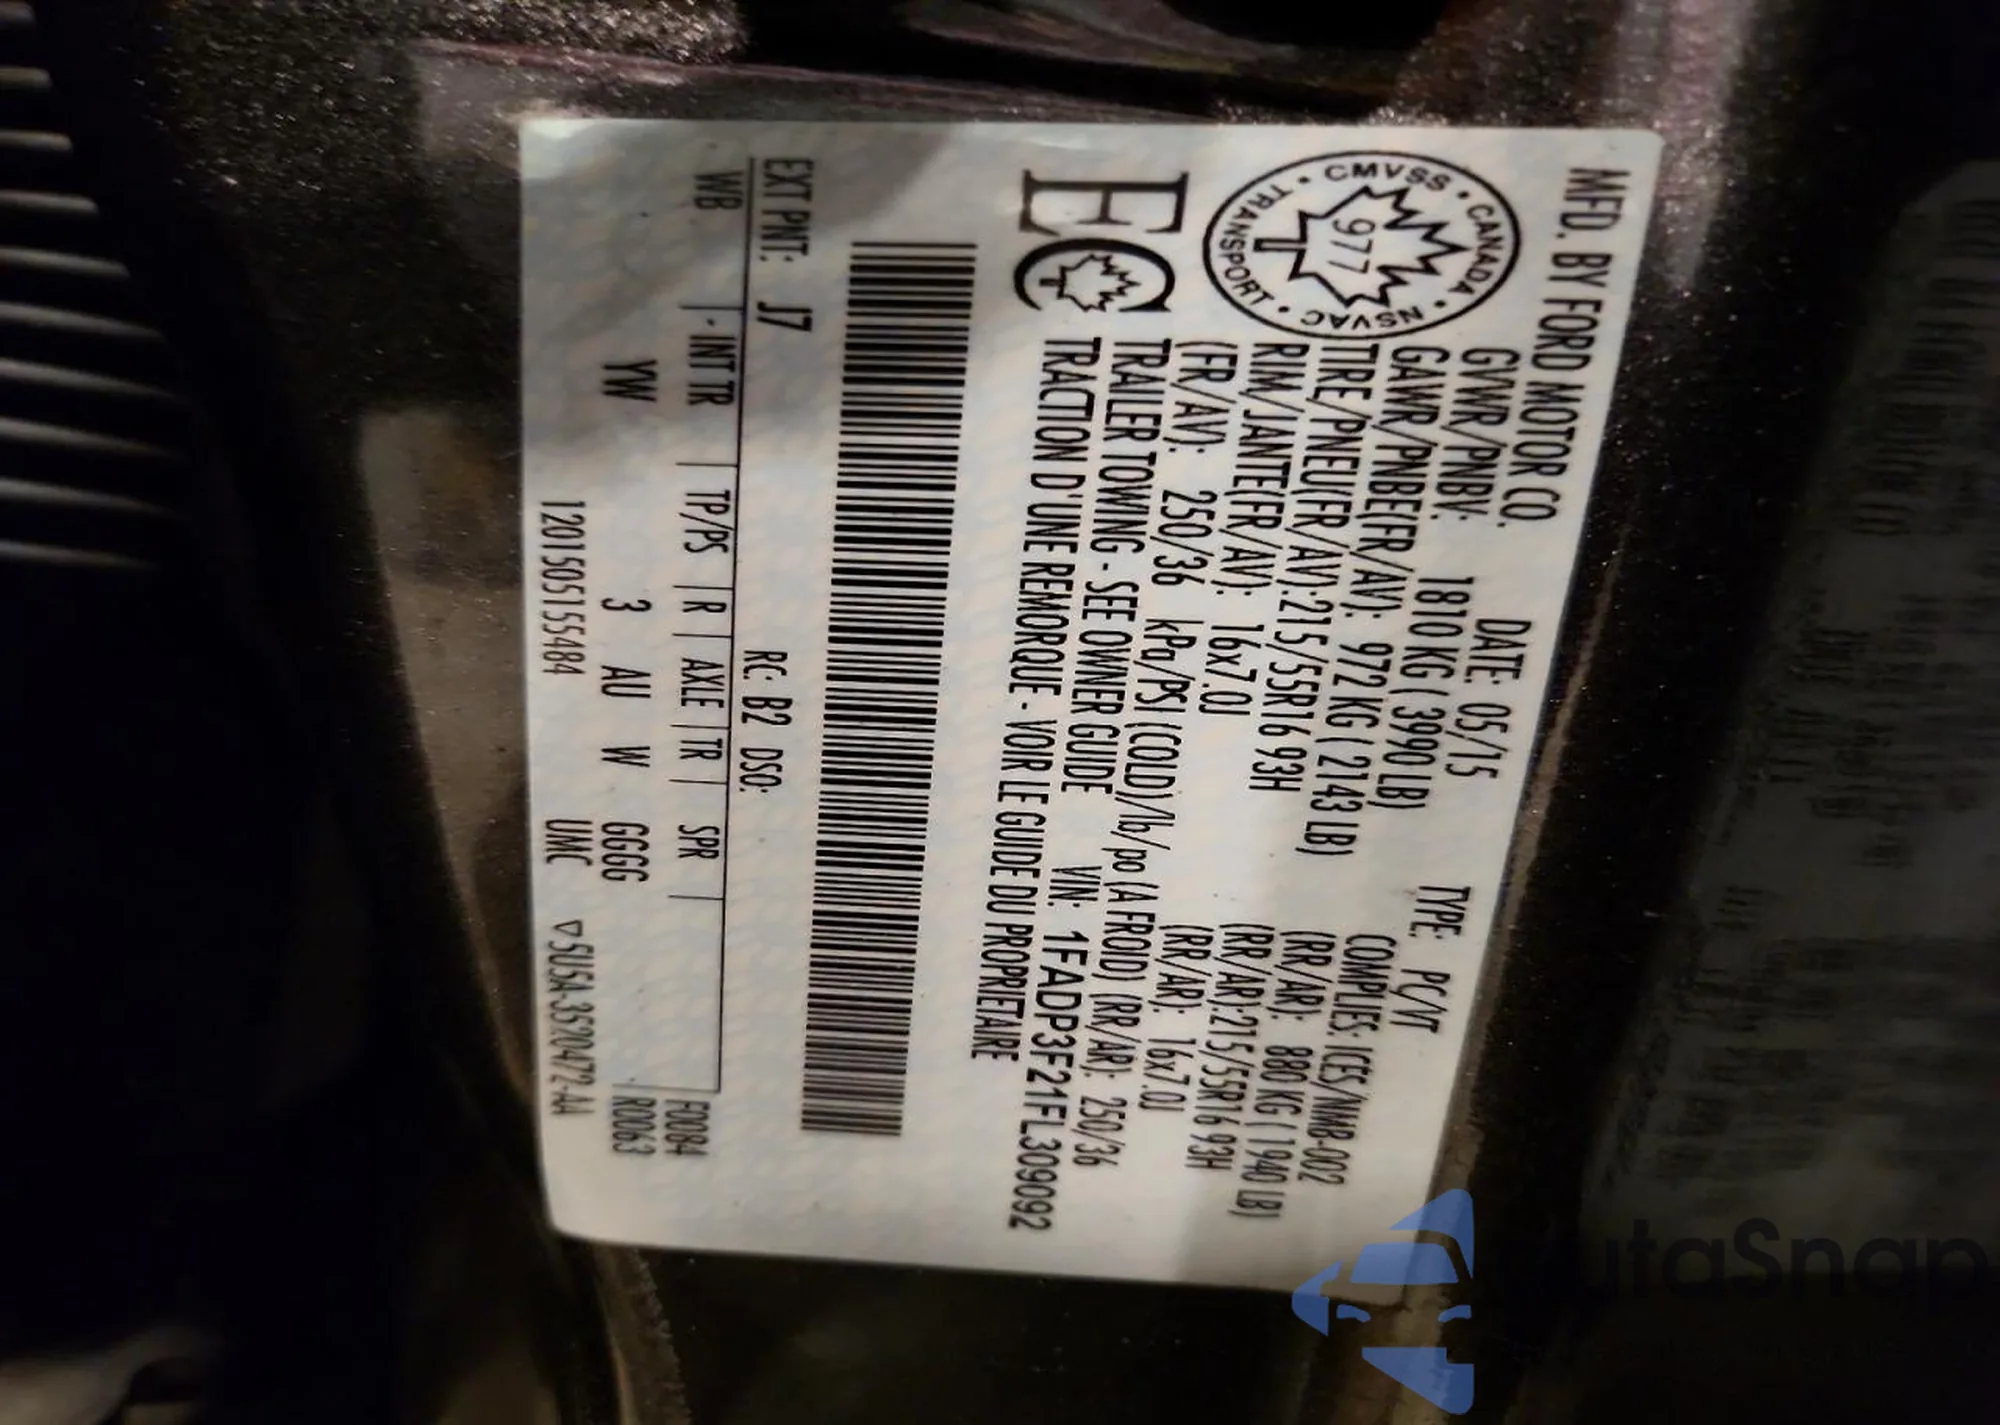 MFD. BY FORD MOTOR CO.
DATE: 05/15 TYPE: PC/VT
GVWR/PNBV: 1810 KG ( 3990 LB) COMPLIES: ICES/NMB-002
GAWR/PNBE(FR/AV): 972 KG ( 2143 LB) (RR/AR): 880 KG ( 1940 LB)
TIRE/PNEU(FR/AV):215/55R16 93H (RR/AR):215/55R16 93H
RIM/JANTE(FR/AV): 16x7.0J (RR/AR): 16x7.0J
(FR/AV): 250/36 kPa/PSI (COLD)/lb/po (A FROID) (RR/AR): 250/36
TRAILER TOWING - SEE OWNER GUIDE VIN: 1FADP3F21FL309092
TRACTION D'UNE REMORQUE - VOIR LE GUIDE DU PROPRIETAIRE
CMVSS • CANADA • NSVAC • TRANSPORT •
977
EC
EXT PNT: J7 RC: B2 DSO:
WB | INT TR | TP/PS | R | AXLE | TR | SPR | F0084
YW 3 AU W GGGG R0063
120150515 5484 UMC ▽5U5A-3520472-AA
utaSnap